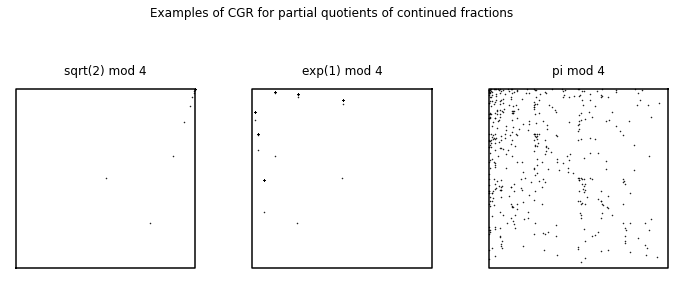 Examples of CGR for partial quotients of continued fractions
sqrt(2) mod 4
exp(1) mod 4
pi mod 4